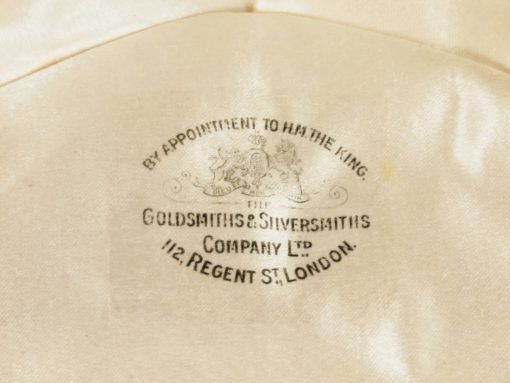 BY APPOINTMENT TO H.M. THE KING.
THE
GOLDSMITHS & SILVERSMITHS
COMPANY LTD
112, REGENT ST, LONDON.